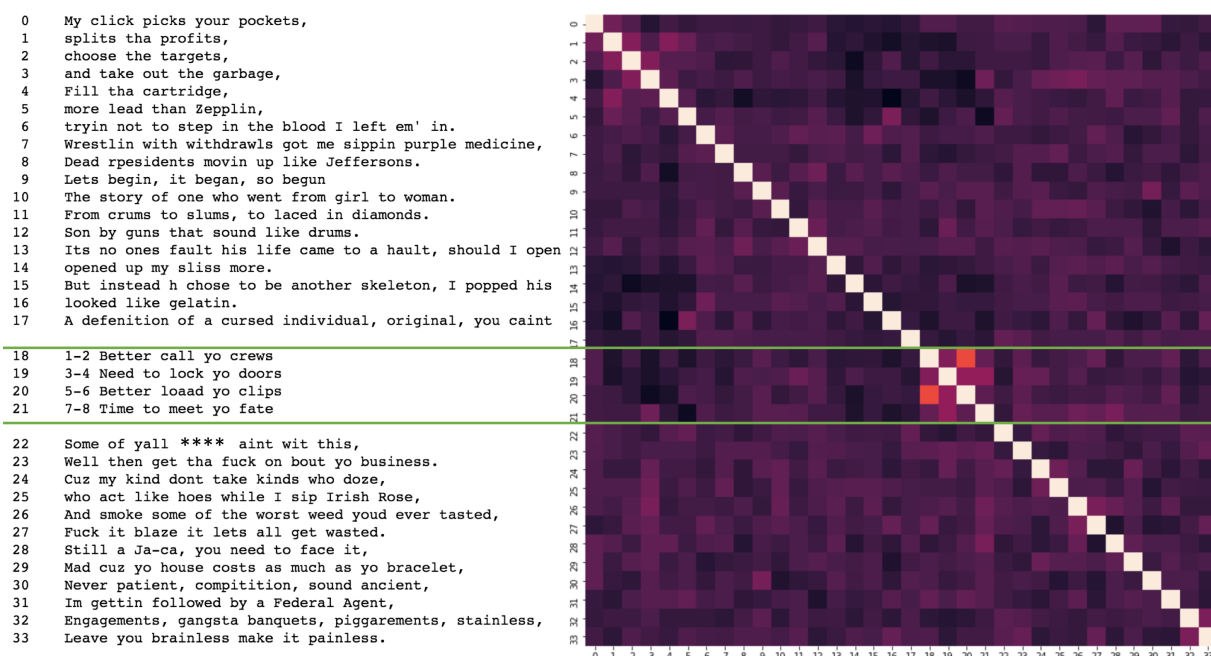 0 My click picks your pockets,
1 splits tha profits,
2 choose the targets,
3 and take out the garbage,
4 Fill tha cartridge,
5 more lead than Zepplin,
6 tryin not to step in the blood I left em' in.
7 Wrestlin with withdrawls got me sippin purple medicine,
8 Dead rpesidents movin up like Jeffersons.
9 Lets begin, it began, so begun
10 The story of one who went from girl to woman.
11 From crums to slums, to laced in diamonds.
12 Son by guns that sound like drums.
13 Its no ones fault his life came to a hault, should I open
14 opened up my sliss more.
15 But instead h chose to be another skeleton, I popped his
16 looked like gelatin.
17 A defenition of a cursed individual, original, you caint
18 1-2 Better call yo crews
19 3-4 Need to lock yo doors
20 5-6 Better loaad yo clips
21 7-8 Time to meet yo fate
22 Some of yall **** aint wit this,
23 Well then get tha fuck on bout yo business.
24 Cuz my kind dont take kinds who doze,
25 who act like hoes while I sip Irish Rose,
26 And smoke some of the worst weed youd ever tasted,
27 Fuck it blaze it lets all get wasted.
28 Still a Ja-ca, you need to face it,
29 Mad cuz yo house costs as much as yo bracelet,
30 Never patient, compitition, sound ancient,
31 Im gettin followed by a Federal Agent,
32 Engagements, gangsta banquets, piggarements, stainless,
33 Leave you brainless make it painless.
0
1
2
3
4
5
6
7
8
9
10
11
12
13
14
15
16
17
18
19
20
21
22
23
24
25
26
27
28
29
30
31
32
33
0 1 2 3 4 5 6 7 8 9 10 11 12 13 14 15 16 17 18 19 20 21 22 23 24 25 26 27 28 29 30 31 32 33